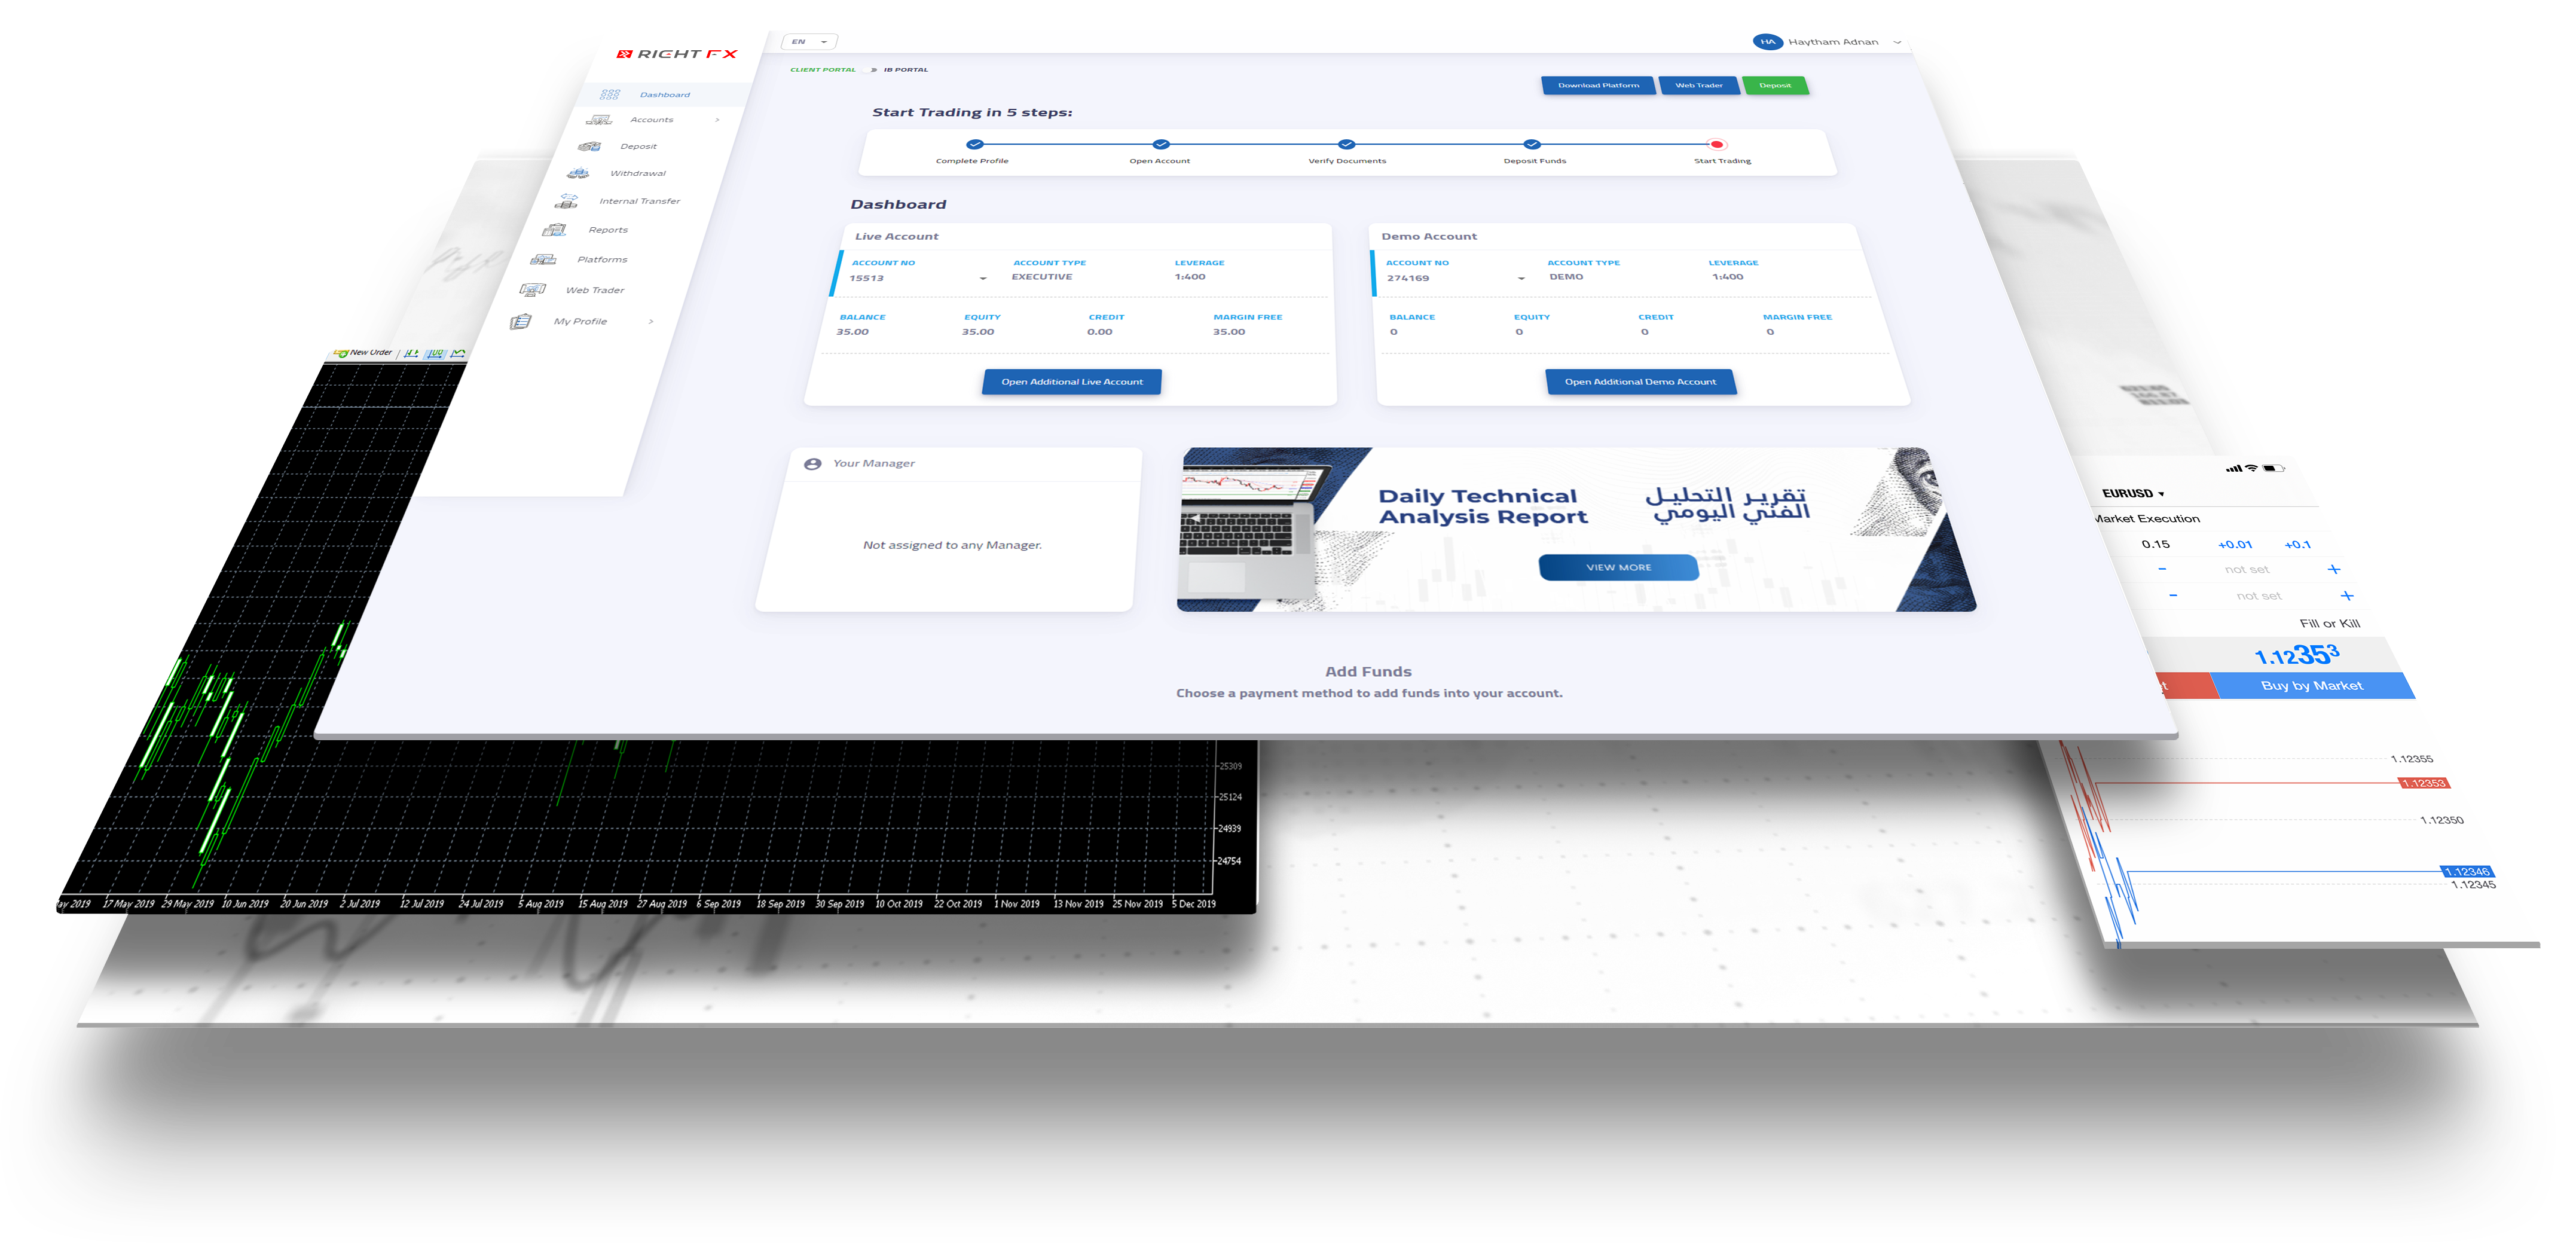 RIGHT FX
EN
HA Haytham Adnan
CLIENT PORTAL IB PORTAL
Download Platform Web Trader Deposit
Dashboard
Accounts >
Deposit
Withdrawal
Internal Transfer
Reports
Platforms
Web Trader
My Profile >
Start Trading in 5 steps:
Complete Profile Open Account Verify Documents Deposit Funds Start Trading
Dashboard
Live Account
ACCOUNT NO ACCOUNT TYPE LEVERAGE
15513 EXECUTIVE 1:400
BALANCE EQUITY CREDIT MARGIN FREE
35.00 35.00 0.00 35.00
Open Additional Live Account
Demo Account
ACCOUNT NO ACCOUNT TYPE LEVERAGE
274169 DEMO 1:400
BALANCE EQUITY CREDIT MARGIN FREE
0 0 0 0
Open Additional Demo Account
Your Manager
Not assigned to any Manager.
Daily Technical
Analysis Report
تقرير التحليل
الفني اليومي
VIEW MORE
Add Funds
Choose a payment method to add funds into your account.
New Order
25309
25124
24939
24754
2019 17 May 2019 29 May 2019 10 Jun 2019 20 Jun 2019 2 Jul 2019 12 Jul 2019 24 Jul 2019 5 Aug 2019 15 Aug 2019 27 Aug 2019 6 Sep 2019 18 Sep 2019 30 Sep 2019 10 Oct 2019 22 Oct 2019 1 Nov 2019 13 Nov 2019 25 Nov 2019 5 Dec 2019
EURUSD
Market Execution
0.15 +0.01 +0.1
- not set +
- not set +
Fill or Kill
1.12353
Buy by Market
1.12355
1.12353
1.12350
1.12346
1.12345